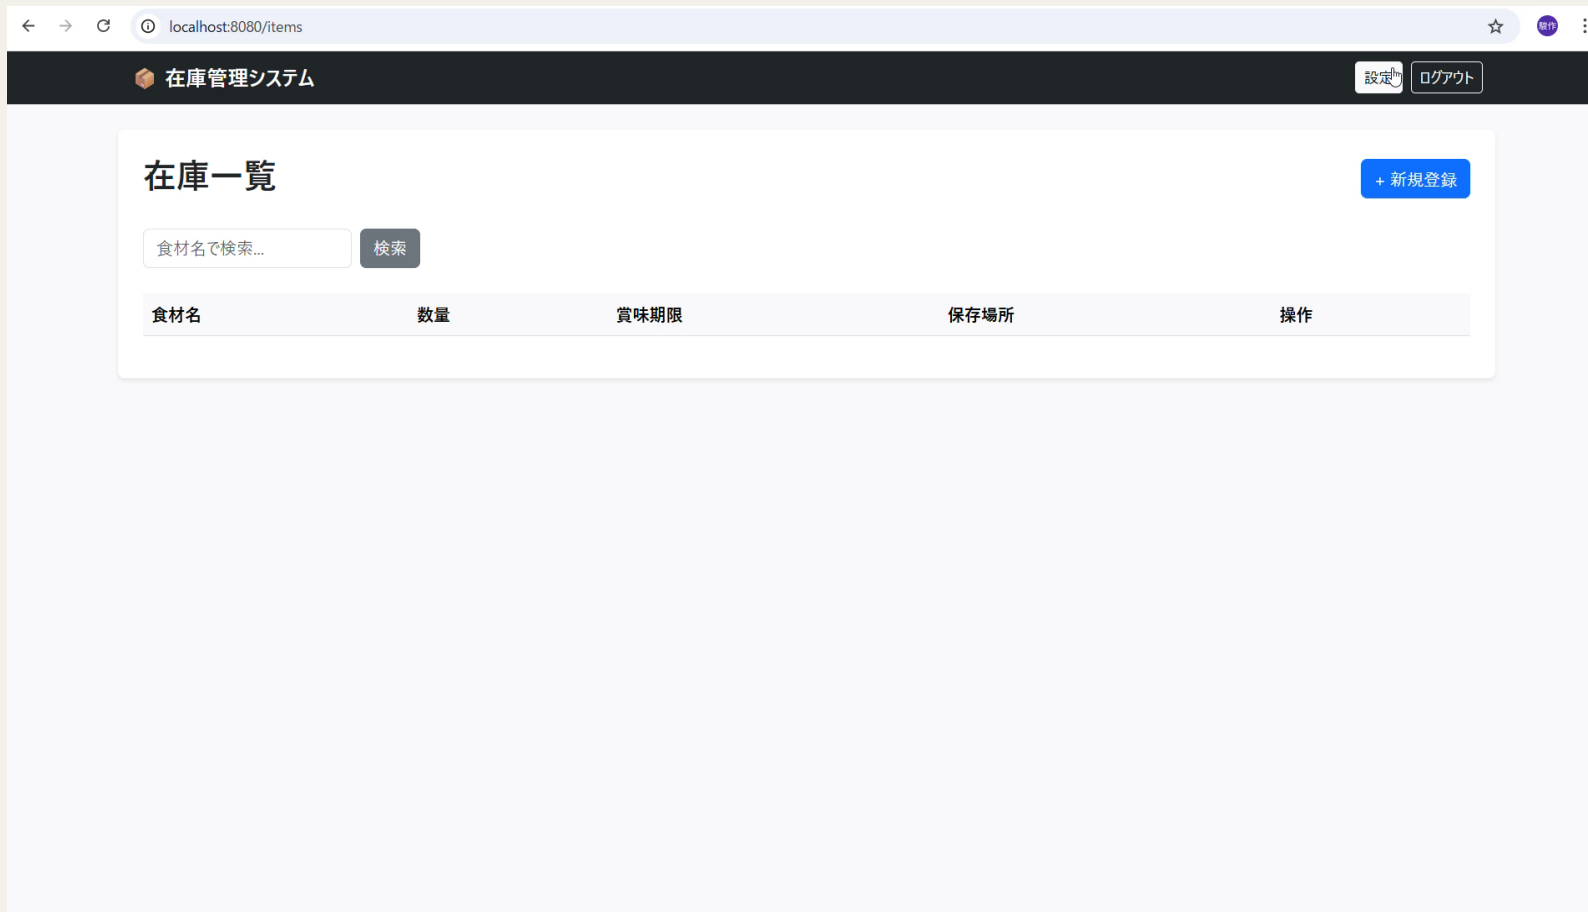 localhost:8080/items
駿作
在庫管理システム
設定
ログアウト
在庫一覧
+ 新規登録
食材名で検索...
検索
食材名 数量 賞味期限 保存場所 操作